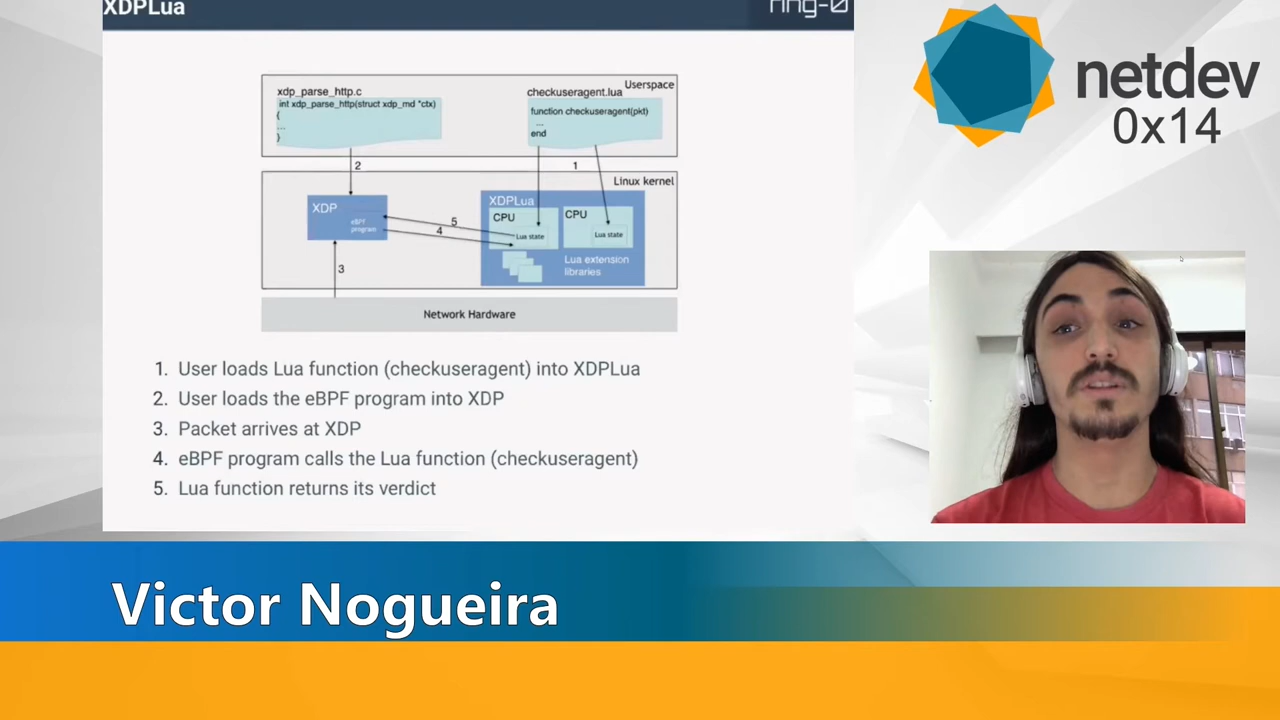 XDPLua
ring-0
netdev
0x14
Userspace
xdp_parse_http.c
int xdp_parse_http(struct xdp_md *ctx)
{
...
}
checkuseragent.lua
function checkuseragent(pkt)
...
end
2
1
Linux kernel
XDP
eBPF
program
5
4
XDPLua
CPU
Lua state
CPU
Lua state
Lua extension
libraries
3
Network Hardware
1. User loads Lua function (checkuseragent) into XDPLua
2. User loads the eBPF program into XDP
3. Packet arrives at XDP
4. eBPF program calls the Lua function (checkuseragent)
5. Lua function returns its verdict
Victor Nogueira